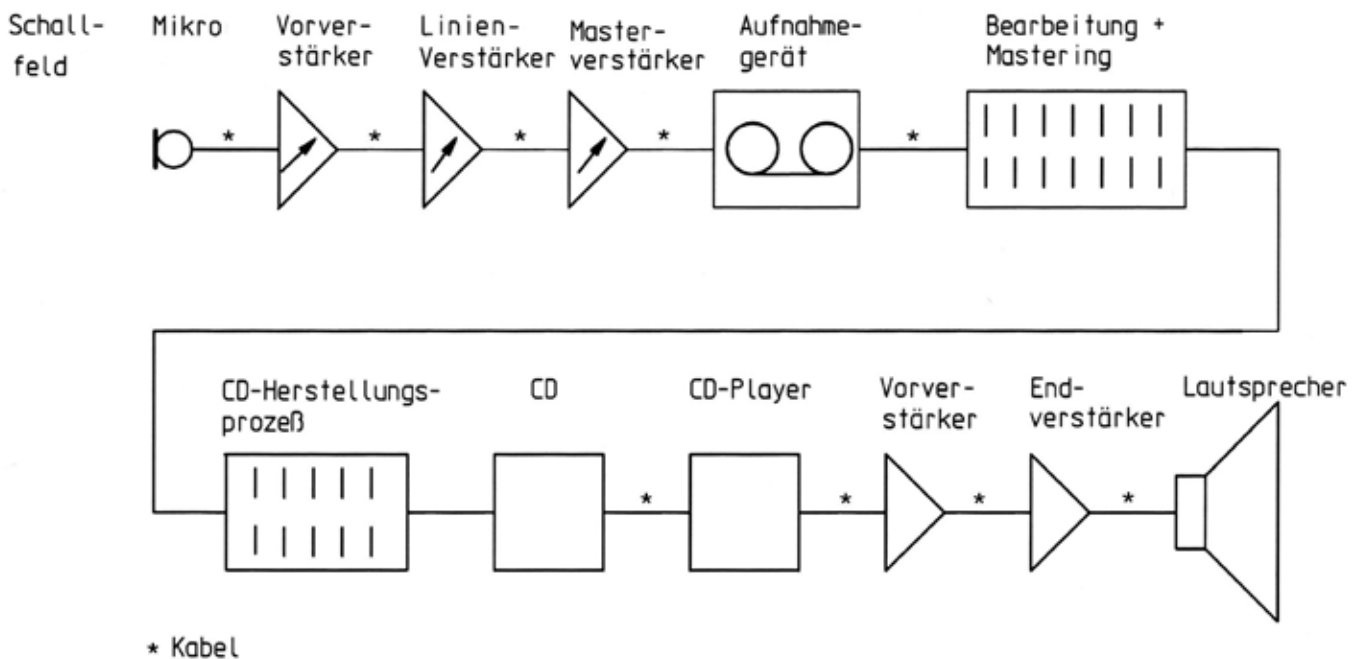 Schall-
feld
Mikro
Vorver-
stärker
Linien-
Verstärker
Master-
verstärker
Aufnahme-
gerät
Bearbeitung +
Mastering
* * * * *
CD-Herstellungs-
prozeß
CD
CD-Player
Vorver-
stärker
End-
verstärker
Lautsprecher
* * * *
* Kabel